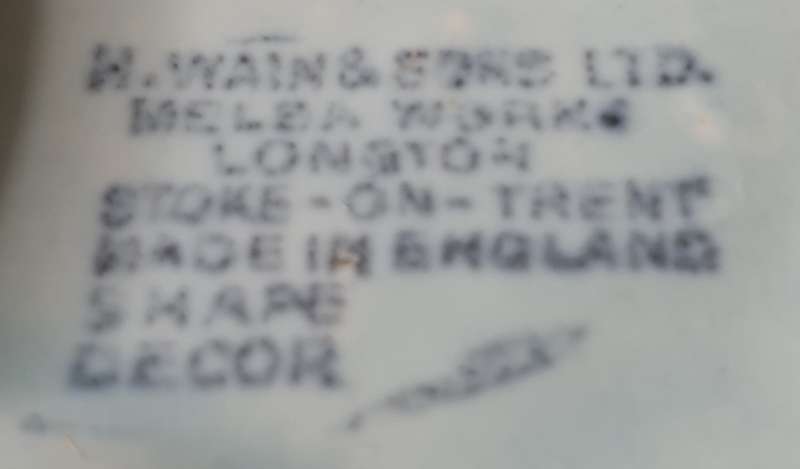 H.WAIN & SONS LTD.
MELBA WORKS
LONGTON
STOKE-ON-TRENT
MADE IN ENGLAND
SHAPE
DECOR